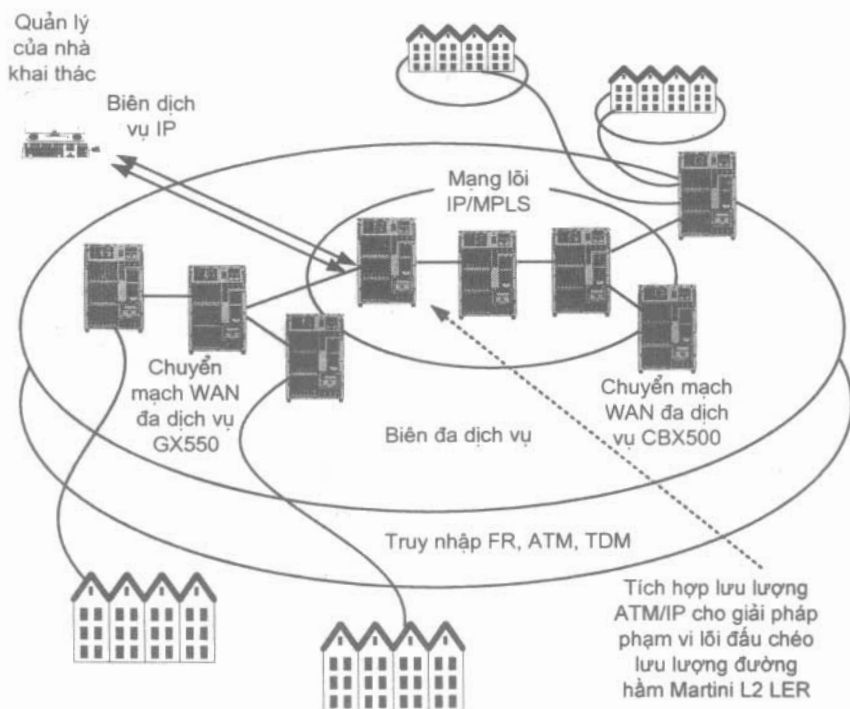 Quản lý
của nhà
khai thác
Biên dịch
vụ IP
Mạng lõi
IP/MPLS
Chuyển
mạch WAN
đa dịch vụ
GX550
Chuyển mạch
WAN đa dịch
vụ CBX500
Biên đa dịch vụ
Truy nhập FR, ATM, TDM
Tích hợp lưu lượng
ATM/IP cho giải pháp
phạm vi lõi đấu chéo
lưu lượng đường
hầm Martini L2 LER